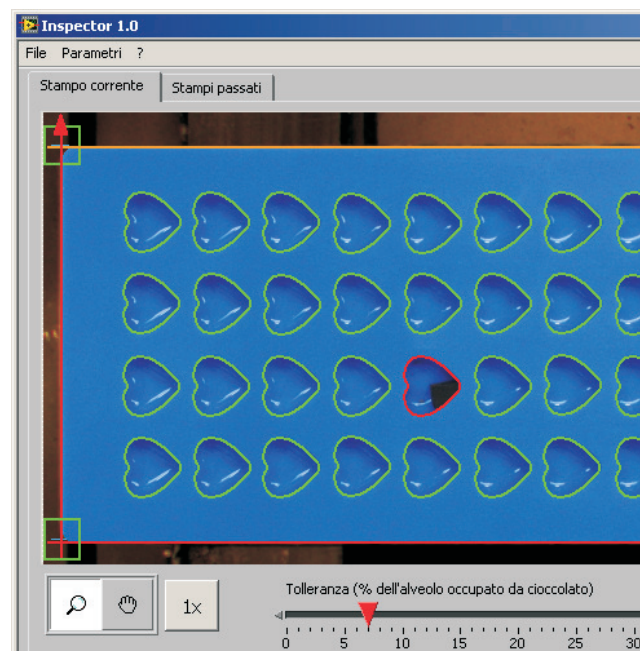 Inspector 1.0
File Parametri ?
Stampo corrente Stampi passati
1x
Tolleranza (% dell'alveolo occupato da cioccolato)
0 5 10 15 20 25 30